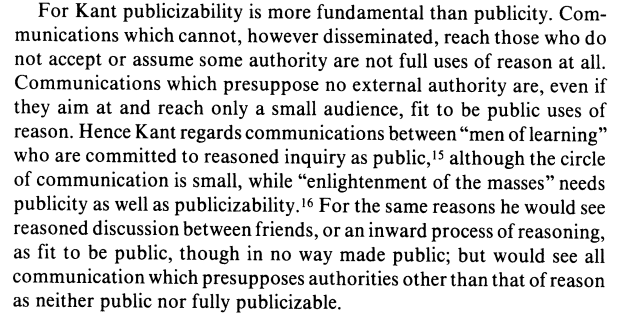 For Kant publicizability is more fundamental than publicity. Com-
munications which cannot, however disseminated, reach those who do
not accept or assume some authority are not full uses of reason at all.
Communications which presuppose no external authority are, even if
they aim at and reach only a small audience, fit to be public uses of
reason. Hence Kant regards communications between “men of learning”
who are committed to reasoned inquiry as public,¹⁵ although the circle
of communication is small, while “enlightenment of the masses” needs
publicity as well as publicizability.¹⁶ For the same reasons he would see
reasoned discussion between friends, or an inward process of reasoning,
as fit to be public, though in no way made public; but would see all
communication which presupposes authorities other than that of reason
as neither public nor fully publicizable.